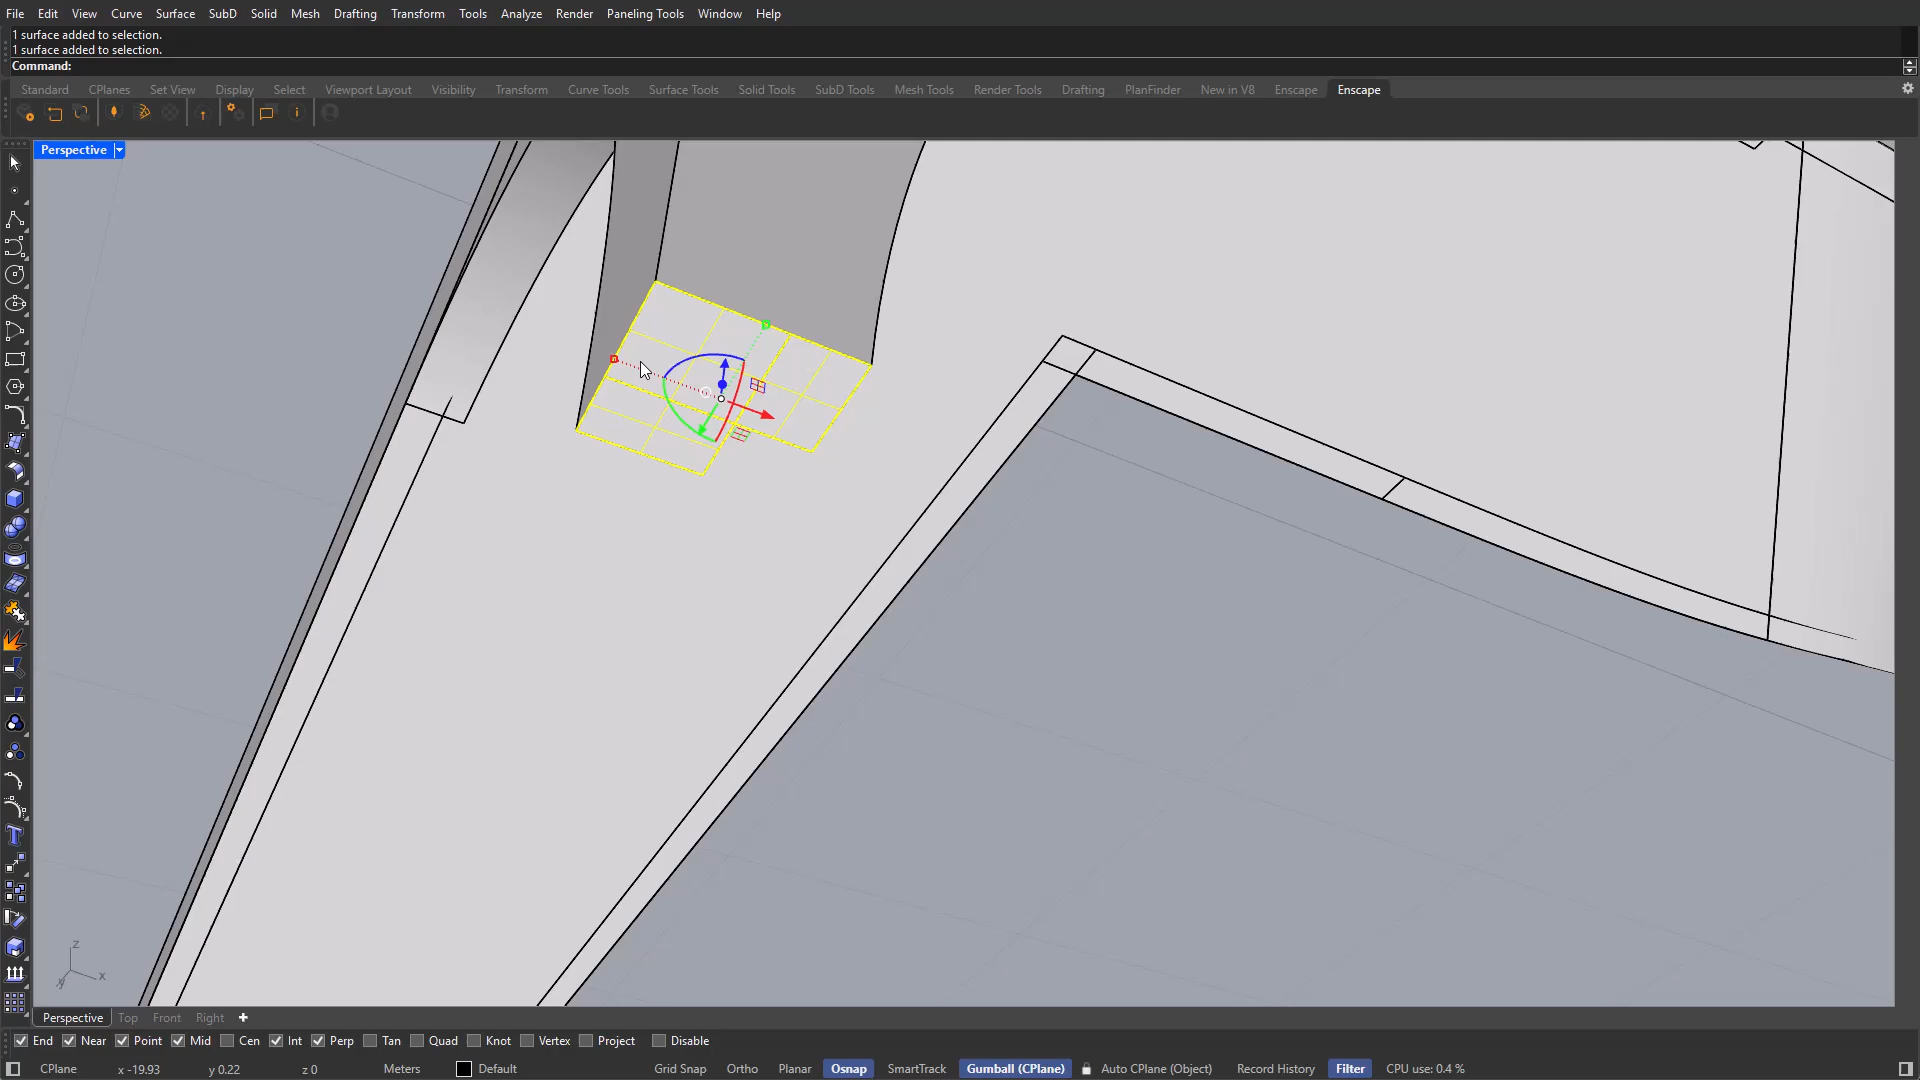 File Edit View Curve Surface SubD Solid Mesh Drafting Transform Tools Analyze Render Paneling Tools Window Help
1 surface added to selection.
1 surface added to selection.
Command:
Standard CPlanes Set View Display Select Viewport Layout Visibility Transform Curve Tools Surface Tools Solid Tools SubD Tools Mesh Tools Render Tools Drafting PlanFinder New in V8 Enscape Enscape
Perspective
z
x
y
Perspective Top Front Right
End Near Point Mid Cen Int Perp Tan Quad Knot Vertex Project Disable
CPlane x -19.93 y 0.22 z 0 Meters Default Grid Snap Ortho Planar Osnap SmartTrack Gumball (CPlane) Auto CPlane (Object) Record History Filter CPU use: 0.4 %